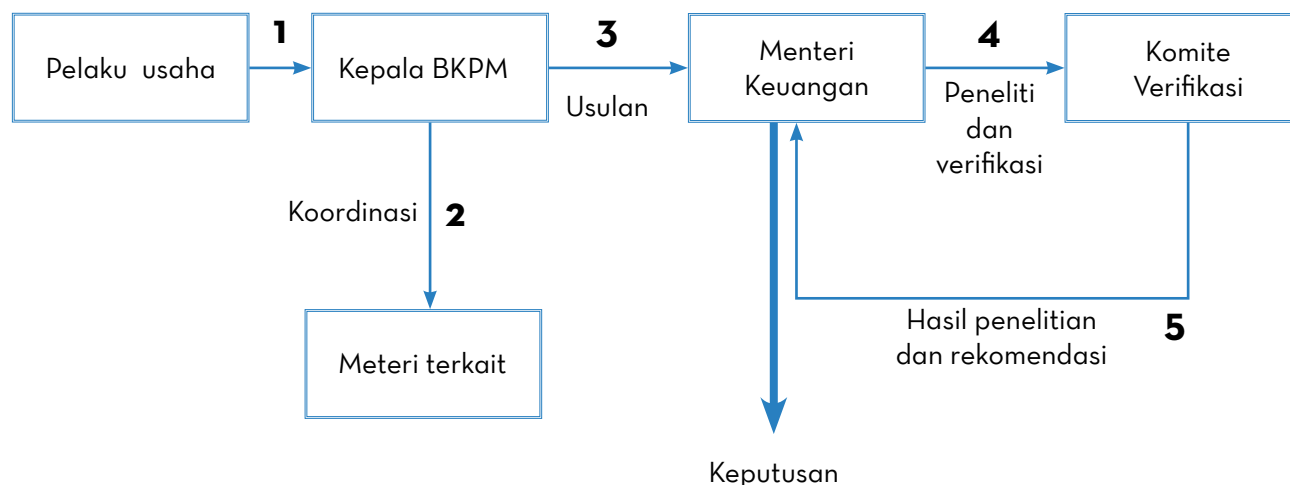 1
3
4
Pelaku usaha
Kepala BKPM
Usulan
Menteri
Keuangan
Peneliti
dan
verifikasi
Komite
Verifikasi
Koordinasi
2
Meteri terkait
Hasil penelitian
dan rekomendasi
5
Keputusan